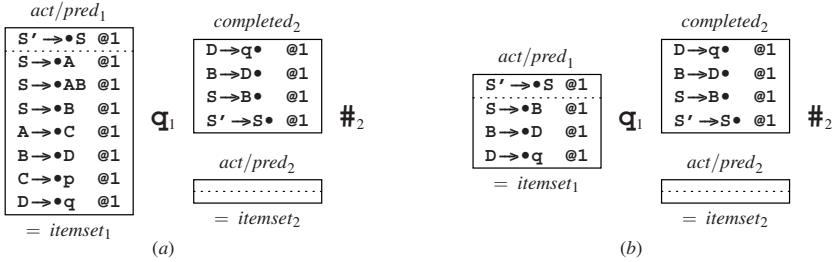 act/pred1
S'→•S @1
S→•A @1
S→•AB @1
S→•B @1
A→•C @1
B→•D @1
C→•p @1
D→•q @1
= itemset1
q1
completed2
D→q• @1
B→D• @1
S→B• @1
S'→S• @1
act/pred2
= itemset2
#2
(a)
act/pred1
S'→•S @1
S→•B @1
B→•D @1
D→•q @1
= itemset1
q1
completed2
D→q• @1
B→D• @1
S→B• @1
S'→S• @1
act/pred2
= itemset2
#2
(b)